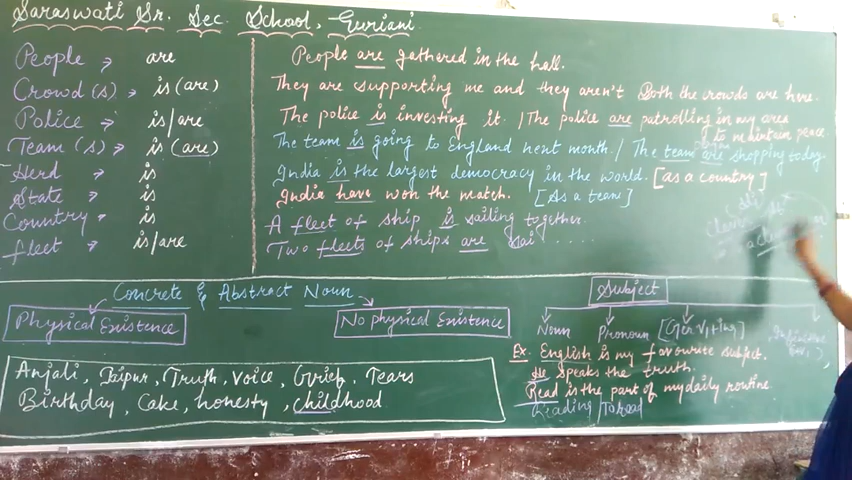 Saraswati Sr. Sec. School, Guriani.
People → are
Crowd (s) → is (are)
Police → is/are
Team (s) → is (are)
Herd → is
State → is
Country → is
fleet → is/are
People are gathered in the hall.
They are supporting me and they aren't Both the crowds are here.
The police is investing it. / The police are patrolling in my area
to maintain peace.
The team is going to England next month. / The team are shopping today
India is the largest democracy in the world. [as a country]
India have won the match. [As a team]
A fleet of ship is sailing together.
Two fleets of ships are sai .....
Concrete & Abstract Noun
Physical Existence
No physical Existence
Anjali, Jaipur, Truth, voice, Grief, Tears
Birthday, Cake, honesty, childhood
Subject
Noun Pronoun [Ger V1+ing]
Ex. English is my favourite subject.
He speaks the truth.
Read is the part of my daily routine
Reading / To read